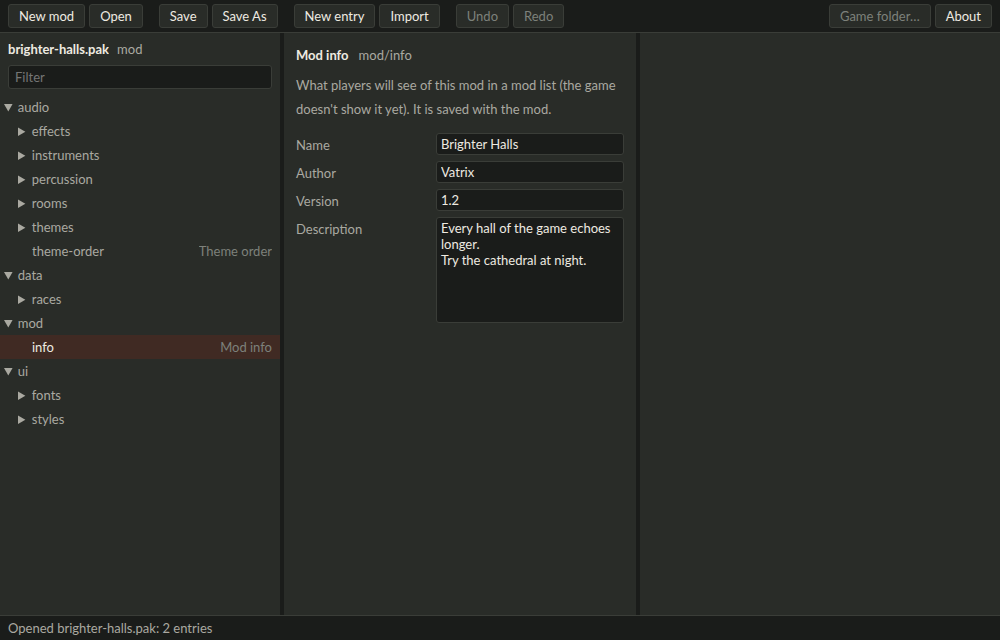 New mod Open Save Save As New entry Import Undo Redo Game folder... About
brighter-halls.pak mod
Filter
audio
effects
instruments
percussion
rooms
themes
theme-order Theme order
data
races
mod
info Mod info
ui
fonts
styles
Mod info mod/info
What players will see of this mod in a mod list (the game
doesn't show it yet). It is saved with the mod.
Name Brighter Halls
Author Vatrix
Version 1.2
Description Every hall of the game echoes
longer.
Try the cathedral at night.
Opened brighter-halls.pak: 2 entries